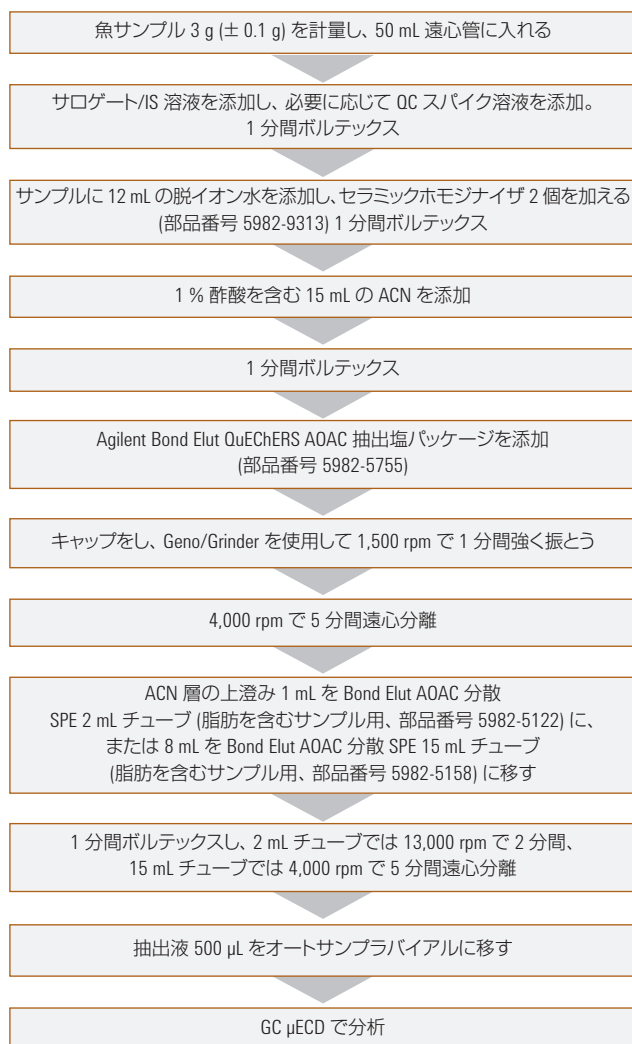 魚サンプル 3 g (± 0.1 g) を計量し、50 mL 遠心管に入れる
サロゲート/IS 溶液を添加し、必要に応じて QC スパイク溶液を添加。
1 分間ボルテックス
サンプルに 12 mL の脱イオン水を添加し、セラミックホモジナイザ 2 個を加える
(部品番号 5982-9313) 1 分間ボルテックス
1 % 酢酸を含む 15 mL の ACN を添加
1 分間ボルテックス
Agilent Bond Elut QuEChERS AOAC 抽出塩パッケージを添加
(部品番号 5982-5755)
キャップをし、Geno/Grinder を使用して 1,500 rpm で 1 分間強く振とう
4,000 rpm で 5 分間遠心分離
ACN 層の上澄み 1 mL を Bond Elut AOAC 分散
SPE 2 mL チューブ (脂肪を含むサンプル用、部品番号 5982-5122) に、
または 8 mL を Bond Elut AOAC 分散 SPE 15 mL チューブ
(脂肪を含むサンプル用、部品番号 5982-5158) に移す
1 分間ボルテックスし、2 mL チューブでは 13,000 rpm で 2 分間、
15 mL チューブでは 4,000 rpm で 5 分間遠心分離
抽出液 500 µL をオートサンプラバイアルに移す
GC µECD で分析